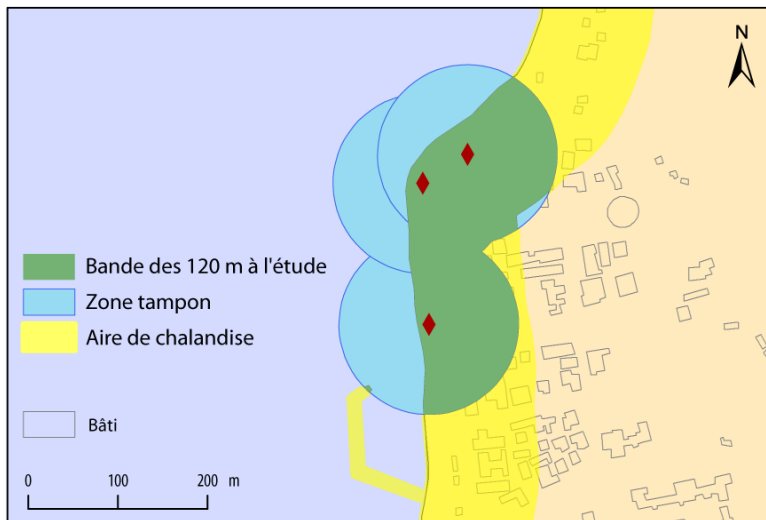 N
Bande des 120 m à l'étude
Zone tampon
Aire de chalandise
Bâti
0 100 200 m